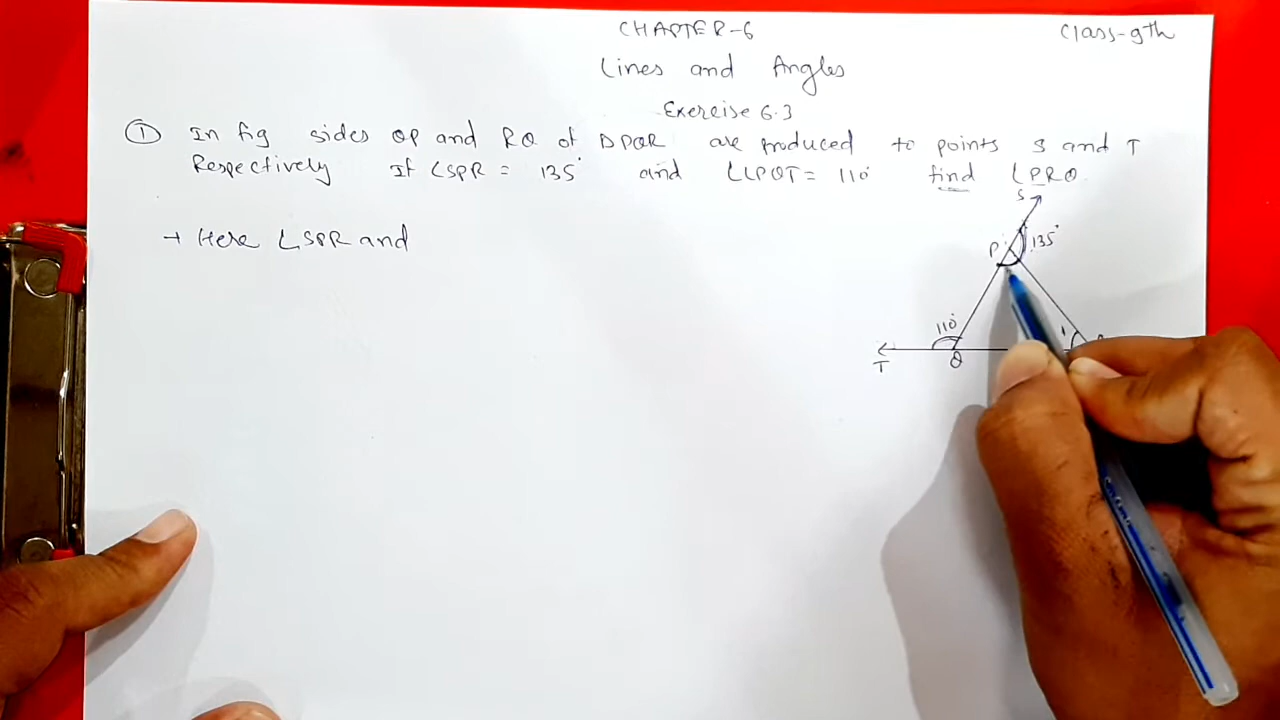 CHAPTER-6
Class-9th
Lines and Angles
Exercise 6.3
① In fig sides QP and RQ of ΔPQR are produced to points S and T
Respectively If ∠SPR = 135° and ∠LPQT = 110° find ∠PRQ.
→ Here ∠SPR and
S
P
135°
110°
T
Q